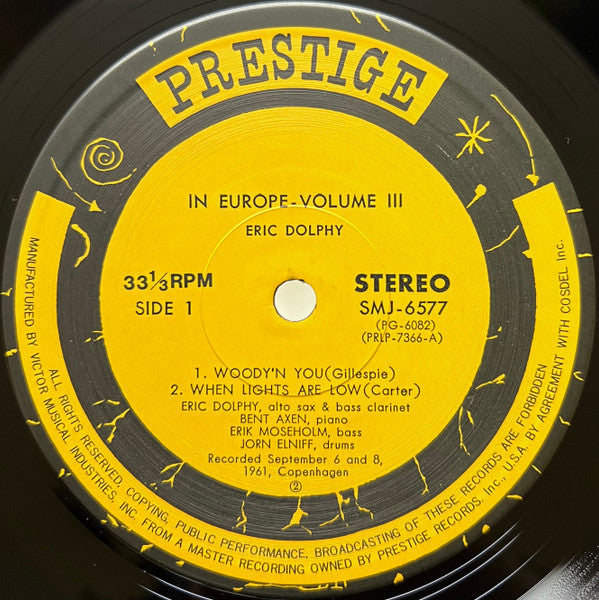 PRESTIGE
IN EUROPE-VOLUME III
ERIC DOLPHY
33 1/3 RPM
STEREO
SIDE 1
SMJ-6577
(PG-6082)
(PRLP-7366-A)
1. WOODY'N YOU(Gillespie)
2. WHEN LIGHTS ARE LOW(Carter)
ERIC DOLPHY, alto sax & bass clarinet
BENT AXEN, piano
ERIK MOSEHOLM, bass
JORN ELNIFF, drums
Recorded September 6 and 8,
1961, Copenhagen
②
MANUFACTURED BY VICTOR MUSICAL INDUSTRIES, INC. FROM A MASTER RECORDING OWNED BY PRESTIGE RECORDS, Inc., U.S.A. BY AGREEMENT WITH COSDEL Inc.
ALL RIGHTS RESERVED, COPYING, PUBLIC PERFORMANCE, BROADCASTING OF THESE RECORDS ARE FORBIDDEN